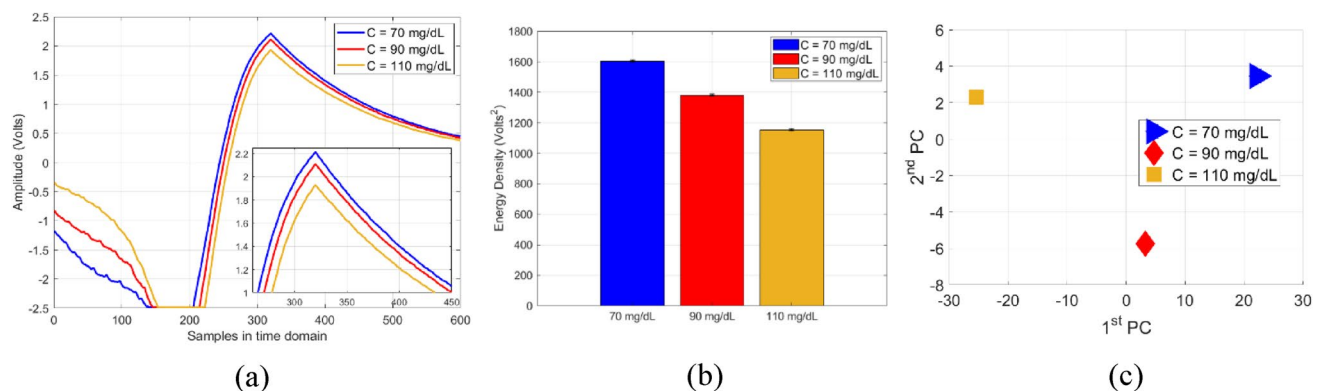 2.5
2
1.5
1
0.5
0
-0.5
-1
-1.5
-2
-2.5
Amplitude (Volts)
0 100 200 300 400 500 600
Samples in time domain
C = 70 mg/dL
C = 90 mg/dL
C = 110 mg/dL
2.2
2
1.8
1.6
1.4
1.2
1
300 350 400 450
(a)
1800
1600
1400
1200
1000
800
600
400
200
0
Energy Density (Volts²)
C = 70 mg/dL
C = 90 mg/dL
C = 110 mg/dL
70 mg/dL 90 mg/dL 110 mg/dL
(b)
6
4
2
0
-2
-4
-6
-8
2nd PC
C = 70 mg/dL
C = 90 mg/dL
C = 110 mg/dL
-30 -20 -10 0 10 20 30
1st PC
(c)